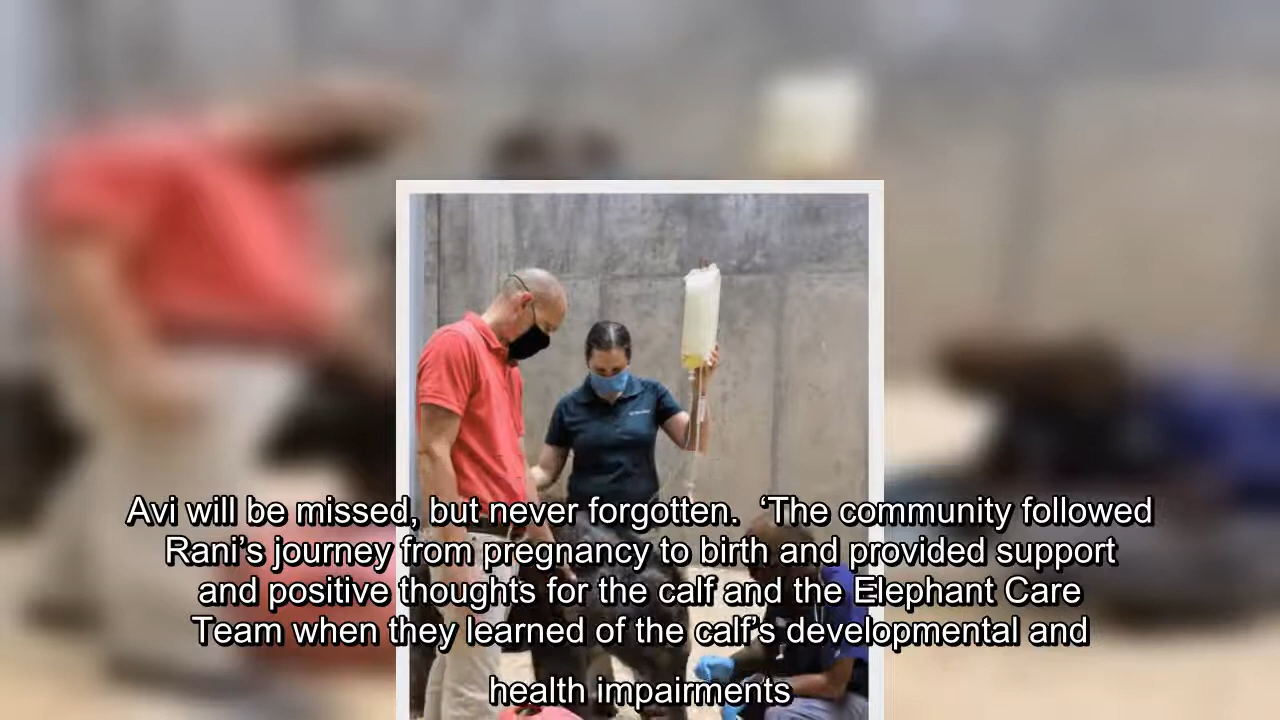 Avi will be missed, but never forgotten.  ‘The community followed
Rani’s journey from pregnancy to birth and provided support
and positive thoughts for the calf and the Elephant Care
Team when they learned of the calf’s developmental and
health impairments